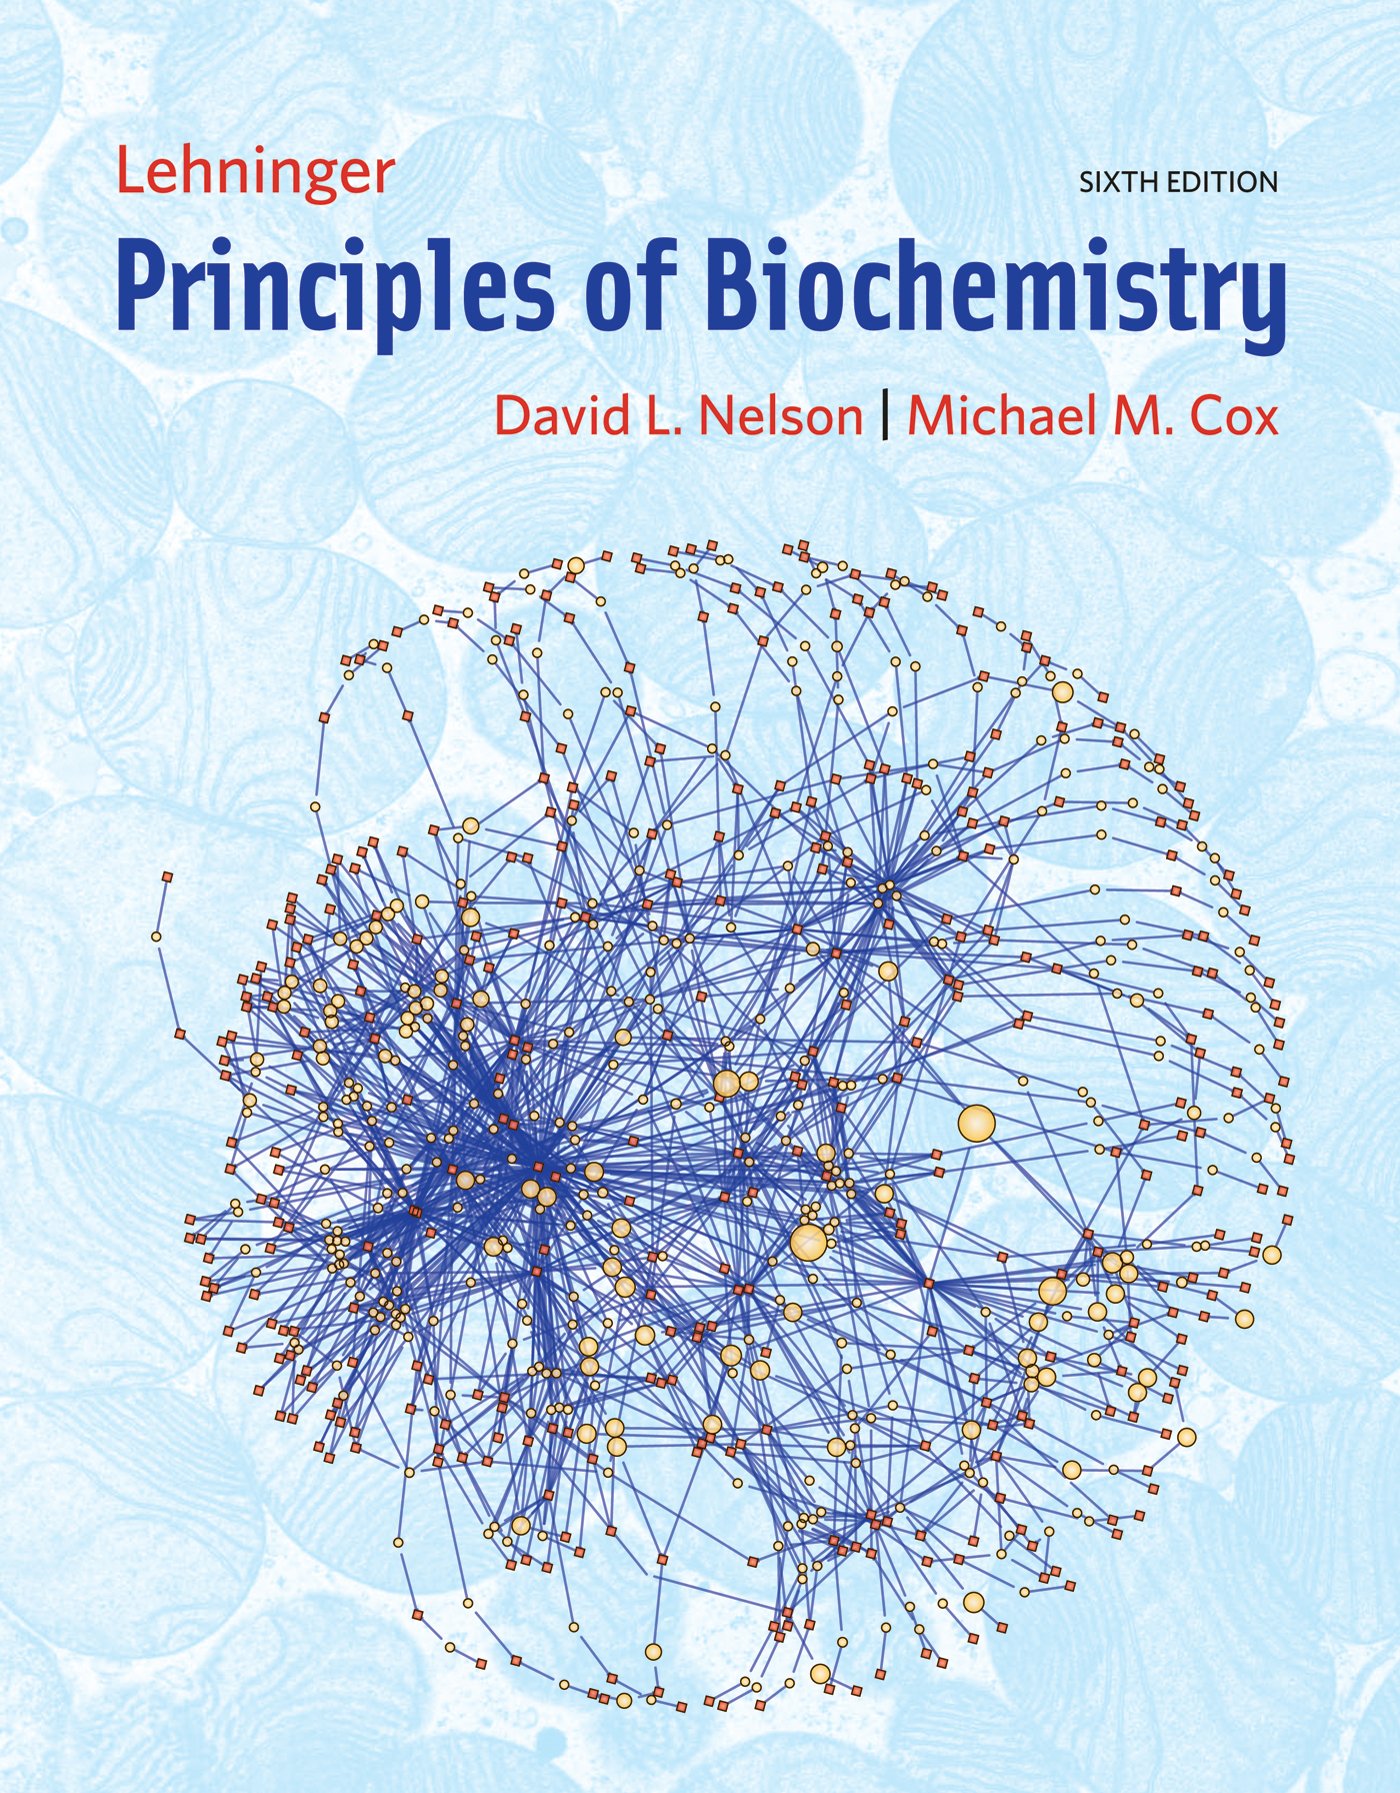 Lehninger
SIXTH EDITION
Principles of Biochemistry
David L. Nelson | Michael M. Cox